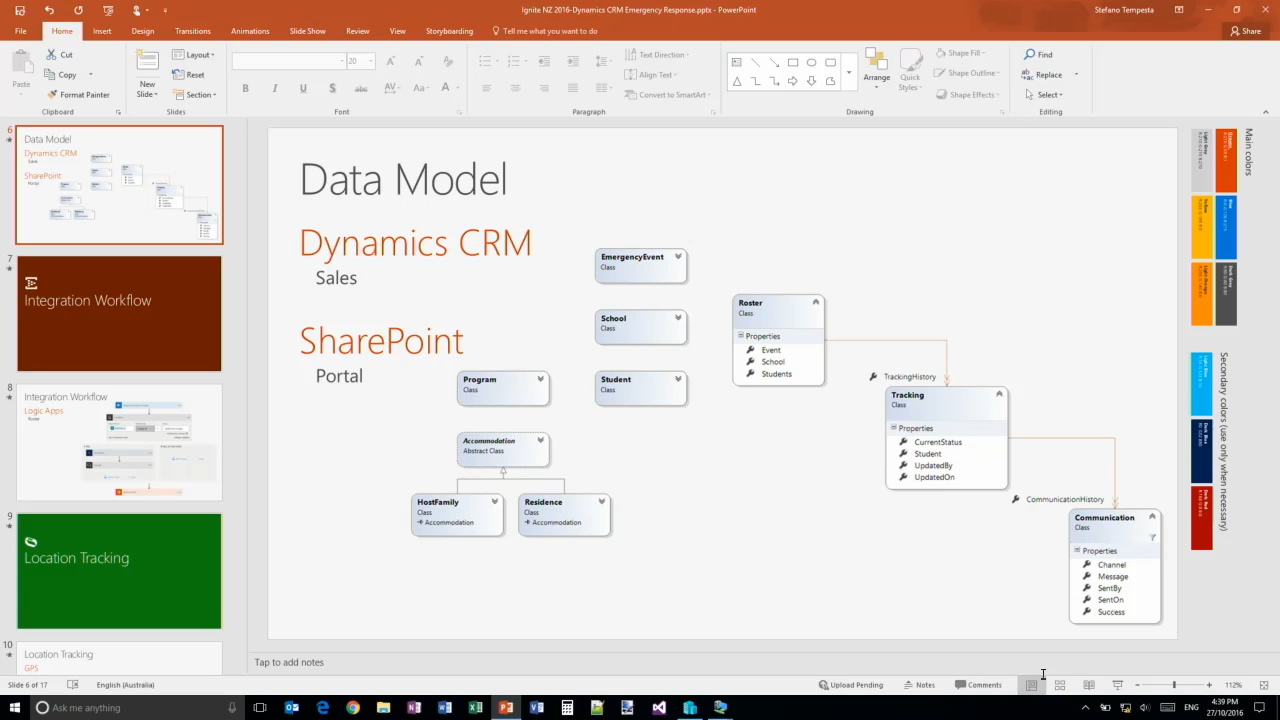 Ignite NZ 2016-Dynamics CRM Emergency Response.pptx - PowerPoint
Stefano Tempesta
File
Home
Insert
Design
Transitions
Animations
Slide Show
Review
View
Storyboarding
Tell me what you want to do
Share
Paste
Cut
Copy
Format Painter
Clipboard
New
Slide
Layout
Reset
Section
Slides
20
Font
Text Direction
Align Text
Convert to SmartArt
Paragraph
Arrange
Quick
Styles
Shape Fill
Shape Outline
Shape Effects
Drawing
Find
Replace
Select
Editing
6
Data Model
Dynamics CRM
Sales
SharePoint
Portal
7
Integration Workflow
8
Integration Workflow
Logic Apps
9
Location Tracking
10
Location Tracking
GPS
Data Model
Dynamics CRM
Sales
SharePoint
Portal
EmergencyEvent
Class
School
Class
Program
Class
Student
Class
Accommodation
Abstract Class
HostFamily
Class
Accommodation
Residence
Class
Accommodation
Roster
Class
Properties
Event
School
Students
TrackingHistory
Tracking
Class
Properties
CurrentStatus
Student
UpdatedBy
UpdatedOn
CommunicationHistory
Communication
Class
Properties
Channel
Message
SentBy
SentOn
Success
Main colors
Secondary colors (use only when necessary)
Tap to add notes
Slide 6 of 17
English (Australia)
Upload Pending
Notes
Comments
112%
Ask me anything
ENG
4:39 PM
27/10/2016